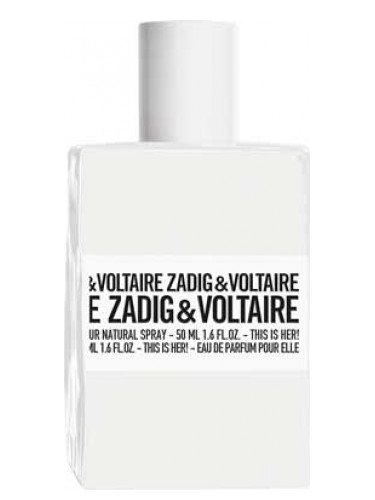 &VOLTAIRE ZADIG&VOLTAIRE
E ZADIG&VOLTAIRE
UR NATURAL SPRAY - 50 ML 1.6 FL.OZ. - THIS IS HER!
ML 1.6 FL.OZ. - THIS IS HER! - EAU DE PARFUM POUR ELLE